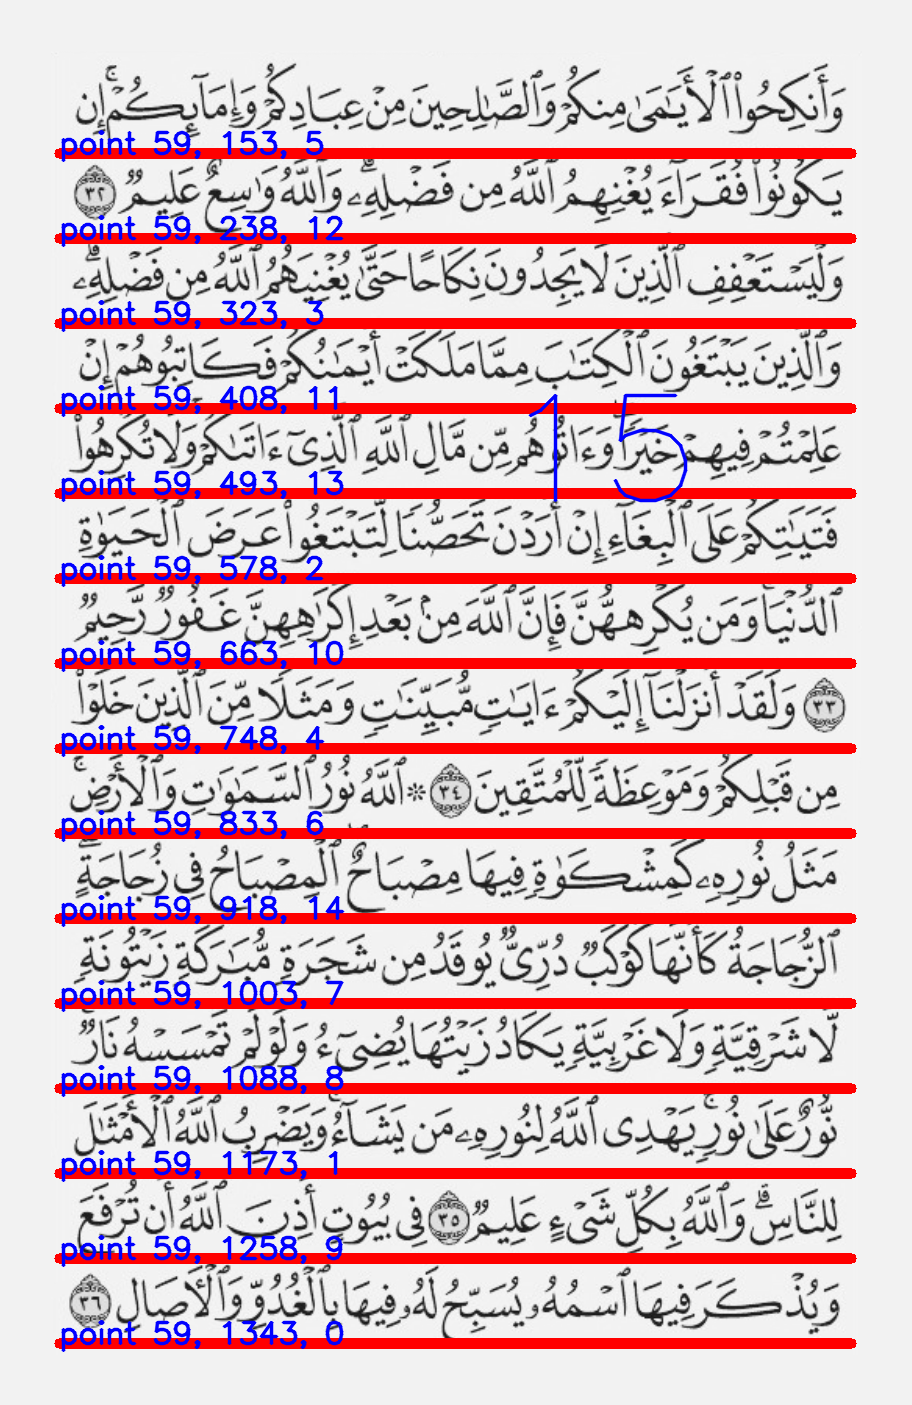 وَأَنكِحُوا۟ ٱلْأَيَـٰمَىٰ مِنكُمْ وَٱلصَّـٰلِحِينَ مِنْ عِبَادِكُمْ وَإِمَآئِكُمْ ۚ إِن
point 59, 153, 5
يَكُونُوا۟ فُقَرَآءَ يُغْنِهِمُ ٱللَّهُ مِن فَضْلِهِۦ ۗ وَٱللَّهُ وَٰسِعٌ عَلِيمٌ ٣٢
point 59, 238, 12
وَلْيَسْتَعْفِفِ ٱلَّذِينَ لَا يَجِدُونَ نِكَاحًا حَتَّىٰ يُغْنِيَهُمُ ٱللَّهُ مِن فَضْلِهِۦ ۗ
point 59, 323, 3
وَٱلَّذِينَ يَبْتَغُونَ ٱلْكِتَـٰبَ مِمَّا مَلَكَتْ أَيْمَـٰنُكُمْ فَكَاتِبُوهُمْ إِنْ
point 59, 408, 11
15
عَلِمْتُمْ فِيهِمْ خَيْرًا ۖ وَءَاتُوهُم مِّن مَّالِ ٱللَّهِ ٱلَّذِىٓ ءَاتَىٰكُمْ ۚ وَلَا تُكْرِهُوا۟
point 59, 493, 13
فَتَيَـٰتِكُمْ عَلَى ٱلْبِغَآءِ إِنْ أَرَدْنَ تَحَصُّنًا لِّتَبْتَغُوا۟ عَرَضَ ٱلْحَيَوٰةِ
point 59, 578, 2
ٱلدُّنْيَا ۚ وَمَن يُكْرِههُّنَّ فَإِنَّ ٱللَّهَ مِنۢ بَعْدِ إِكْرَٰهِهِنَّ غَفُورٌ رَّحِيمٌ
point 59, 663, 10
٣٣ وَلَقَدْ أَنزَلْنَآ إِلَيْكُمْ ءَايَـٰتٍ مُّبَيِّنَـٰتٍ وَمَثَلًا مِّنَ ٱلَّذِينَ خَلَوْا۟
point 59, 748, 4
مِن قَبْلِكُمْ وَمَوْعِظَةً لِّلْمُتَّقِينَ ٣٤ ۞ ٱللَّهُ نُورُ ٱلسَّمَـٰوَٰتِ وَٱلْأَرْضِ ۚ
point 59, 833, 6
مَثَلُ نُورِهِۦ كَمِشْكَوٰةٍ فِيهَا مِصْبَاحٌ ۖ ٱلْمِصْبَاحُ فِى زُجَاجَةٍ ۖ
point 59, 918, 14
ٱلزُّجَاجَةُ كَأَنَّهَا كَوْكَبٌ دُرِّىٌّ يُوقَدُ مِن شَجَرَةٍ مُّبَـٰرَكَةٍ زَيْتُونَةٍ
point 59, 1003, 7
لَّا شَرْقِيَّةٍ وَلَا غَرْبِيَّةٍ يَكَادُ زَيْتُهَا يُضِىٓءُ وَلَوْ لَمْ تَمْسَسْهُ نَارٌ ۚ
point 59, 1088, 8
نُّورٌ عَلَىٰ نُورٍ ۗ يَهْدِى ٱللَّهُ لِنُورِهِۦ مَن يَشَآءُ ۚ وَيَضْرِبُ ٱللَّهُ ٱلْأَمْثَـٰلَ
point 59, 1173, 1
لِلنَّاسِ ۗ وَٱللَّهُ بِكُلِّ شَىْءٍ عَلِيمٌ ٣٥ فِى بُيُوتٍ أَذِنَ ٱللَّهُ أَن تُرْفَعَ
point 59, 1258, 9
وَيُذْكَرَ فِيهَا ٱسْمُهُۥ يُسَبِّحُ لَهُۥ فِيهَا بِٱلْغُدُوِّ وَٱلْـَٔاصَالِ ٣٦
point 59, 1343, 0